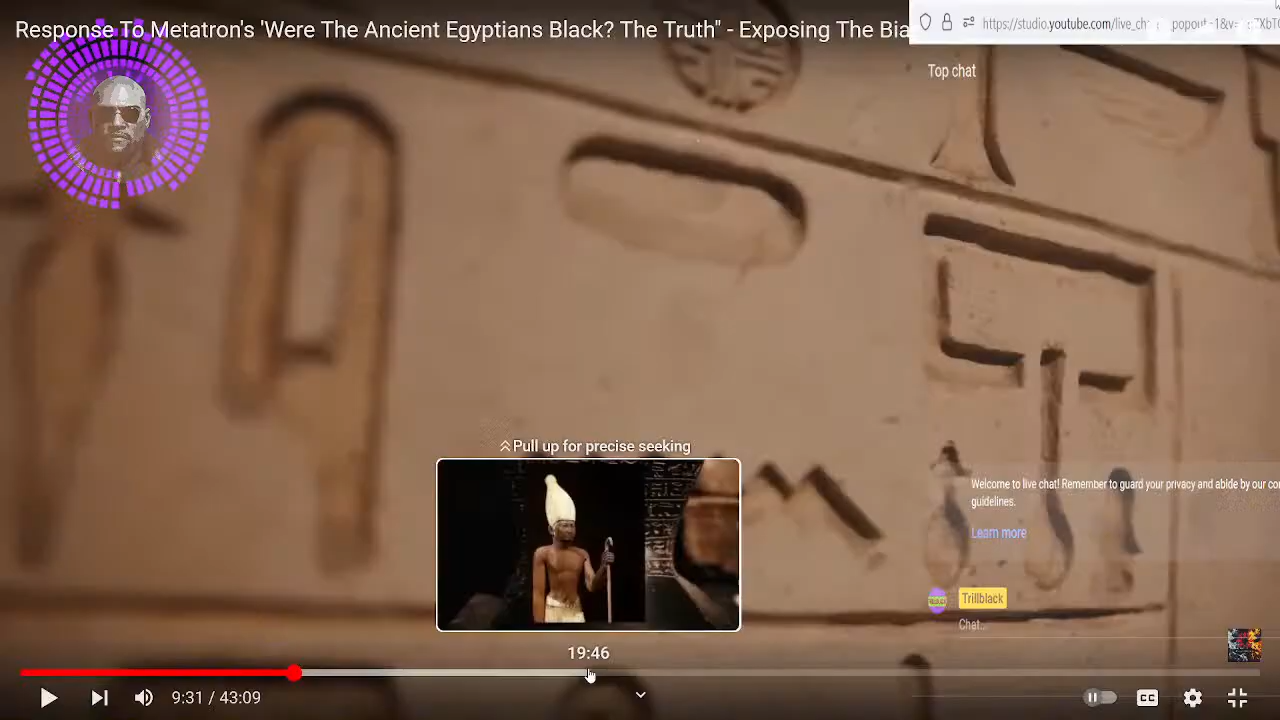 Response To Metatron's 'Were The Ancient Egyptians Black? The Truth" - Exposing The Bia
https://studio.youtube.com/live_ch
popout
Top chat
Pull up for precise seeking
Welcome to live chat! Remember to guard your privacy and abide by our co
guidelines.
Learn more
Trillblack
Chat...
19:46
9:31 / 43:09
CC